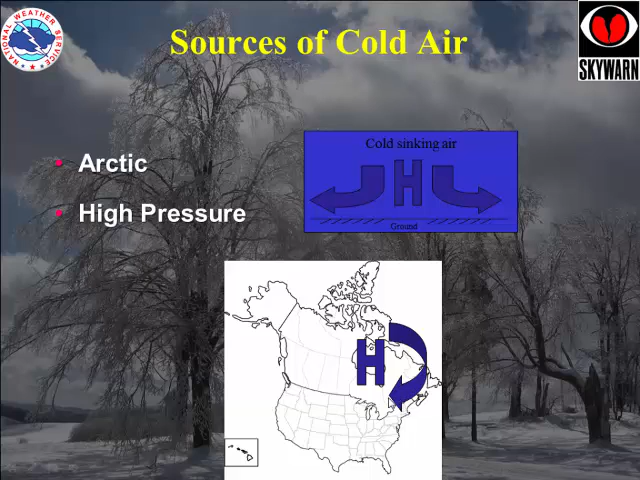 NATIONAL WEATHER SERVICE
Sources of Cold Air
SKYWARN
• Arctic
• High Pressure
Cold sinking air
H
Ground
H